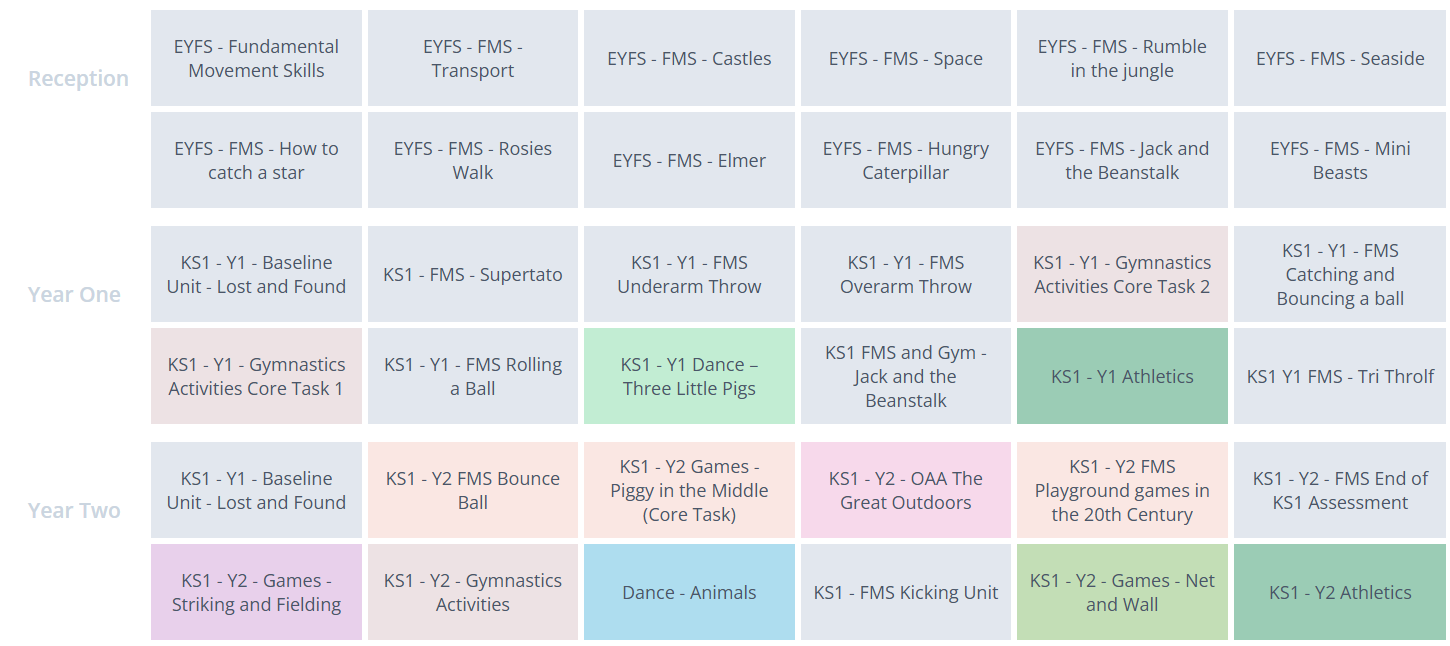 Reception
EYFS - Fundamental
Movement Skills
EYFS - FMS -
Transport
EYFS - FMS - Castles
EYFS - FMS - Space
EYFS - FMS - Rumble
in the jungle
EYFS - FMS - Seaside
EYFS - FMS - How to
catch a star
EYFS - FMS - Rosies
Walk
EYFS - FMS - Elmer
EYFS - FMS - Hungry
Caterpillar
EYFS - FMS - Jack and
the Beanstalk
EYFS - FMS - Mini
Beasts
Year One
KS1 - Y1 - Baseline
Unit - Lost and Found
KS1 - FMS - Supertato
KS1 - Y1 - FMS
Underarm Throw
KS1 - Y1 - FMS
Overarm Throw
KS1 - Y1 - Gymnastics
Activities Core Task 2
KS1 - Y1 - FMS
Catching and
Bouncing a ball
KS1 - Y1 - Gymnastics
Activities Core Task 1
KS1 - Y1 - FMS Rolling
a Ball
KS1 - Y1 Dance –
Three Little Pigs
KS1 FMS and Gym -
Jack and the
Beanstalk
KS1 - Y1 Athletics
KS1 Y1 FMS - Tri Throlf
Year Two
KS1 - Y1 - Baseline
Unit - Lost and Found
KS1 - Y2 FMS Bounce
Ball
KS1 - Y2 Games -
Piggy in the Middle
(Core Task)
KS1 - Y2 - OAA The
Great Outdoors
KS1 - Y2 FMS
Playground games in
the 20th Century
KS1 - Y2 - FMS End of
KS1 Assessment
KS1 - Y2 - Games -
Striking and Fielding
KS1 - Y2 - Gymnastics
Activities
Dance - Animals
KS1 - FMS Kicking Unit
KS1 - Y2 - Games - Net
and Wall
KS1 - Y2 Athletics